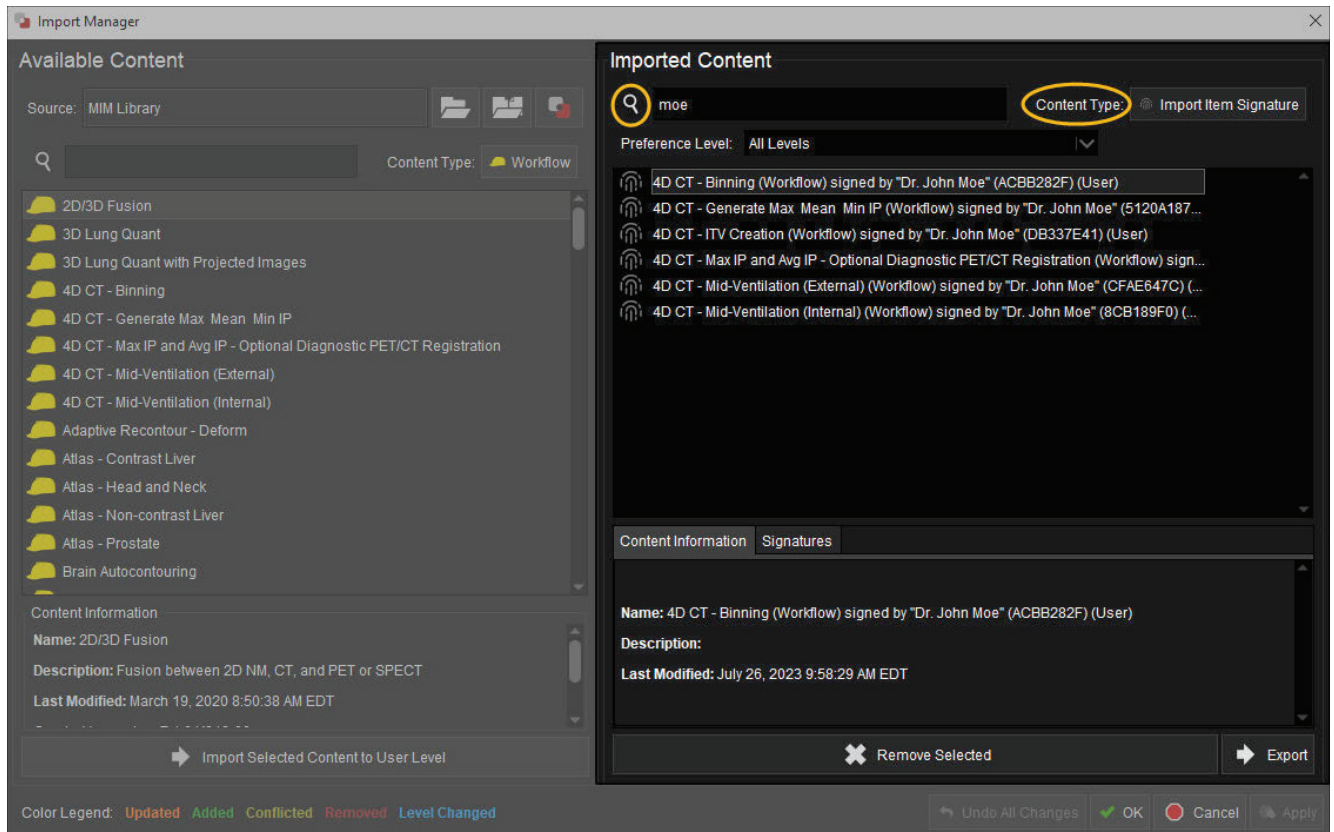 Import Manager
Available Content
Source: MIM Library
Content Type: Workflow
2D/3D Fusion
3D Lung Quant
3D Lung Quant with Projected Images
4D CT - Binning
4D CT - Generate Max Mean Min IP
4D CT - Max IP and Avg IP - Optional Diagnostic PET/CT Registration
4D CT - Mid-Ventilation (External)
4D CT - Mid-Ventilation (Internal)
Adaptive Recontour - Deform
Atlas - Contrast Liver
Atlas - Head and Neck
Atlas - Non-contrast Liver
Atlas - Prostate
Brain Autocontouring
Content Information
Name: 2D/3D Fusion
Description: Fusion between 2D NM, CT, and PET or SPECT
Last Modified: March 19, 2020 8:50:38 AM EDT
Import Selected Content to User Level
Imported Content
moe
Content Type: Import Item Signature
Preference Level: All Levels
4D CT - Binning (Workflow) signed by "Dr. John Moe" (ACBB282F) (User)
4D CT - Generate Max Mean Min IP (Workflow) signed by "Dr. John Moe" (5120A187...
4D CT - ITV Creation (Workflow) signed by "Dr. John Moe" (DB337E41) (User)
4D CT - Max IP and Avg IP - Optional Diagnostic PET/CT Registration (Workflow) sign...
4D CT - Mid-Ventilation (External) (Workflow) signed by "Dr. John Moe" (CFAE647C) (...
4D CT - Mid-Ventilation (Internal) (Workflow) signed by "Dr. John Moe" (8CB189F0) (...
Content Information Signatures
Name: 4D CT - Binning (Workflow) signed by "Dr. John Moe" (ACBB282F) (User)
Description:
Last Modified: July 26, 2023 9:58:29 AM EDT
Remove Selected
Export
Color Legend: Updated Added Conflicted Removed Level Changed
Undo All Changes OK Cancel Apply